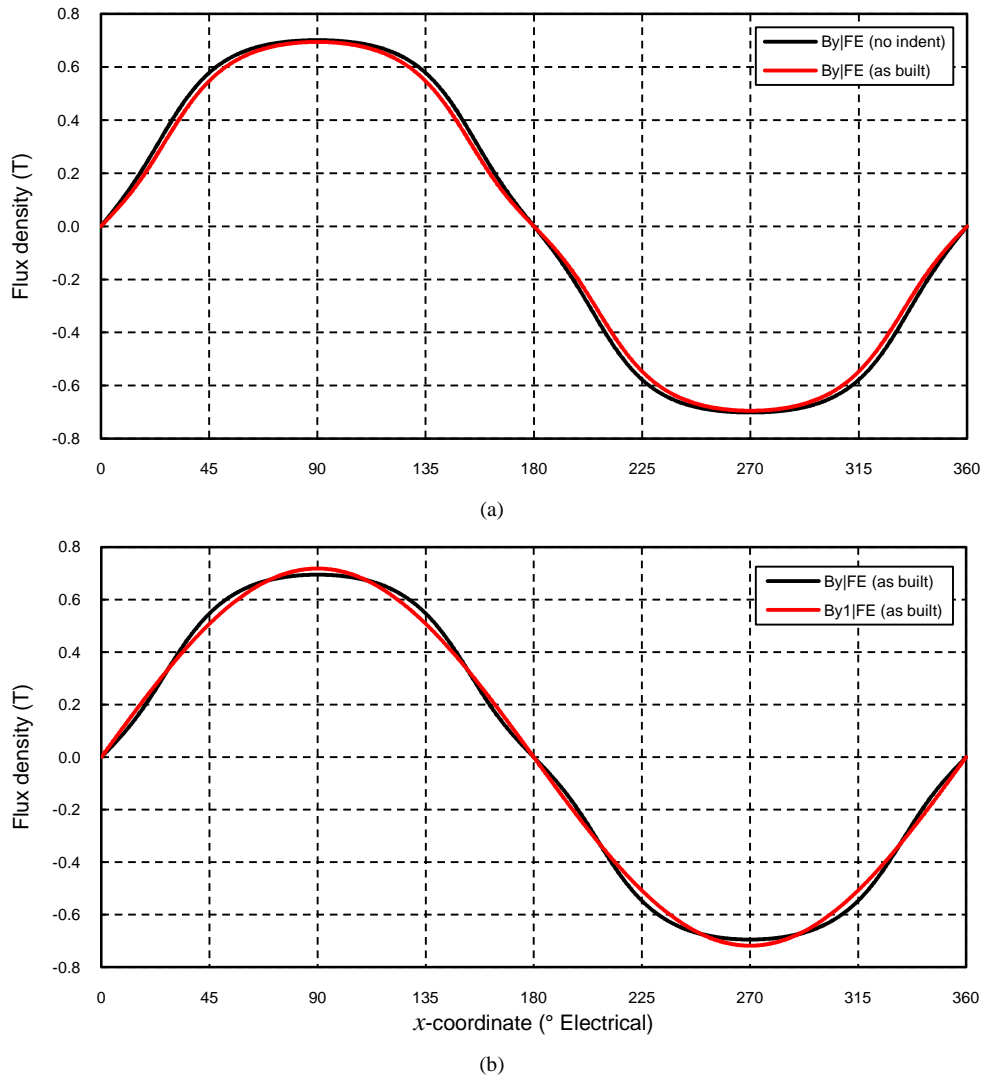 0.8
By|FE (no indent)
By|FE (as built)
0.6
0.4
0.2
0.0
-0.2
-0.4
-0.6
-0.8
Flux density (T)
0 45 90 135 180 225 270 315 360
(a)
0.8
By|FE (as built)
By1|FE (as built)
0.6
0.4
0.2
0.0
-0.2
-0.4
-0.6
-0.8
Flux density (T)
0 45 90 135 180 225 270 315 360
x-coordinate (° Electrical)
(b)